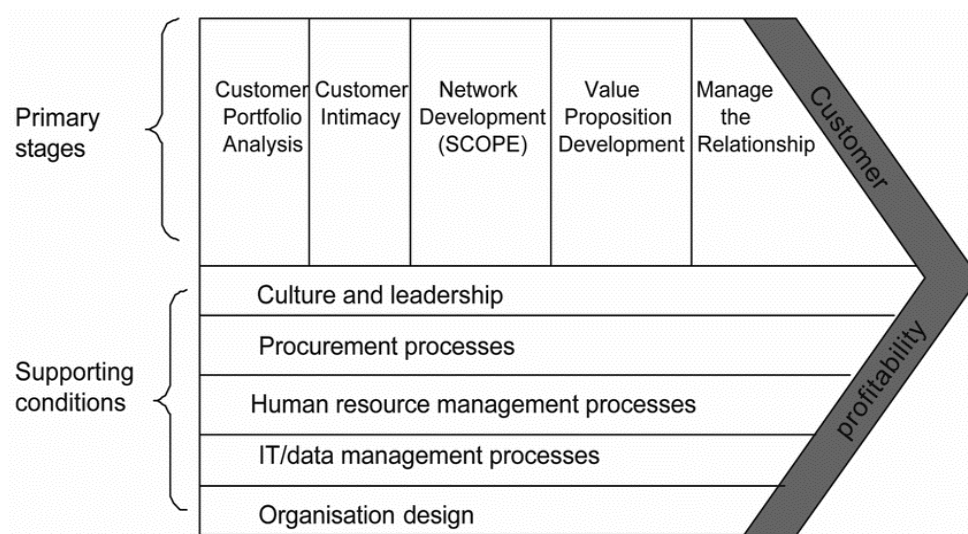 Primary
stages
Customer
Portfolio
Analysis
Customer
Intimacy
Network
Development
(SCOPE)
Value
Proposition
Development
Manage
the
Relationship
Customer
profitability
Supporting
conditions
Culture and leadership
Procurement processes
Human resource management processes
IT/data management processes
Organisation design